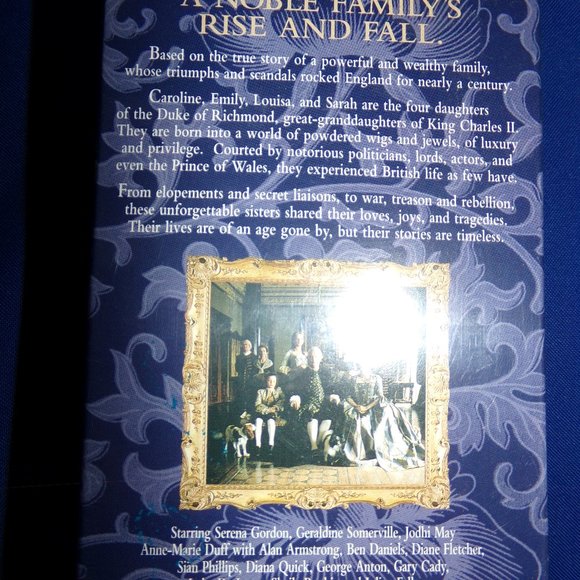 A NOBLE FAMILY'S
RISE AND FALL.
Based on the true story of a powerful and wealthy family,
whose triumphs and scandals rocked England for nearly a century.
Caroline, Emily, Louisa, and Sarah are the four daughters
of the Duke of Richmond, great-granddaughters of King Charles II.
They are born into a world of powdered wigs and jewels, of luxury
and privilege. Courted by notorious politicians, lords, actors, and
even the Prince of Wales, they experienced British life as few have.
From elopements and secret liaisons, to war, treason and rebellion,
these unforgettable sisters shared their loves, joys, and tragedies.
Their lives are of an age gone by, but their stories are timeless.
Starring Serena Gordon, Geraldine Somerville, Jodhi May
Anne-Marie Duff with Alan Armstrong, Ben Daniels, Diane Fletcher,
Siân Phillips, Diana Quick, George Anton, Gary Cady,